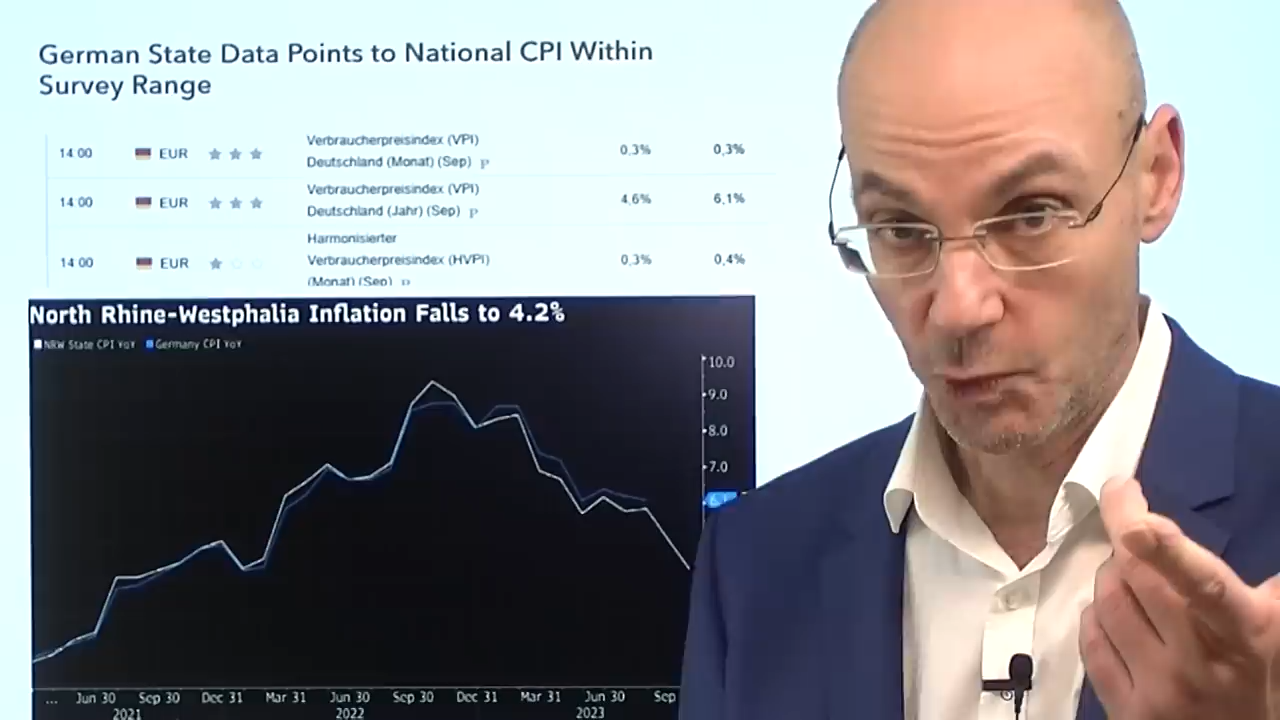 German State Data Points to National CPI Within
Survey Range
14:00 EUR Verbraucherpreisindex (VPI)
Deutschland (Monat) (Sep) P 0,3% 0,3%
14:00 EUR Verbraucherpreisindex (VPI)
Deutschland (Jahr) (Sep) P 4,6% 6,1%
Harmonisierter
14:00 EUR Verbraucherpreisindex (HVPI) 0,3% 0,4%
(Monat) (Sep) P
North Rhine-Westphalia Inflation Falls to 4.2%
NRW State CPI YoY Germany CPI YoY
10.0
9.0
8.0
7.0
6.1
... Jun 30 Sep 30 Dec 31 Mar 31 Jun 30 Sep 30 Dec 31 Mar 31 Jun 30 Sep
2021 2022 2023